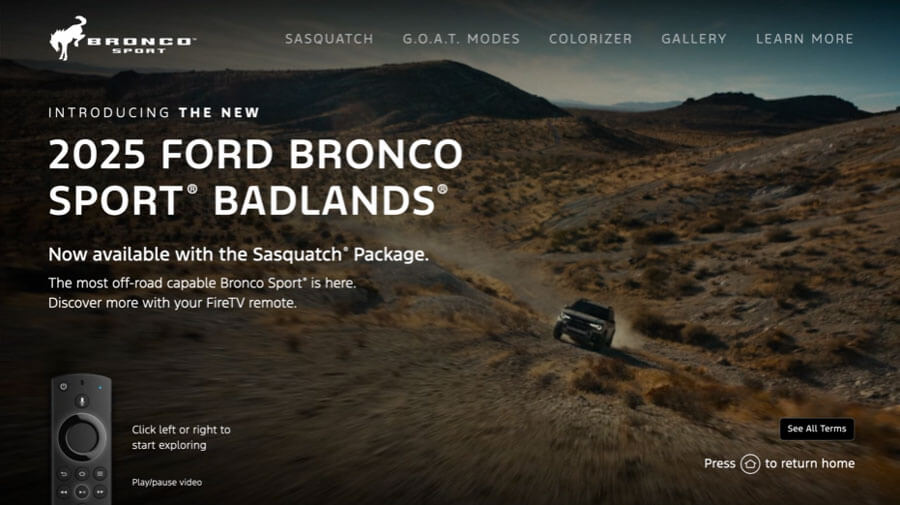 BRONCO
SPORT
SASQUATCH G.O.A.T. MODES COLORIZER GALLERY LEARN MORE
INTRODUCING THE NEW
2025 FORD BRONCO
SPORT® BADLANDS®
Now available with the Sasquatch® Package.
The most off-road capable Bronco Sport® is here.
Discover more with your FireTV remote.
Click left or right to
start exploring
Play/pause video
See All Terms
Press to return home